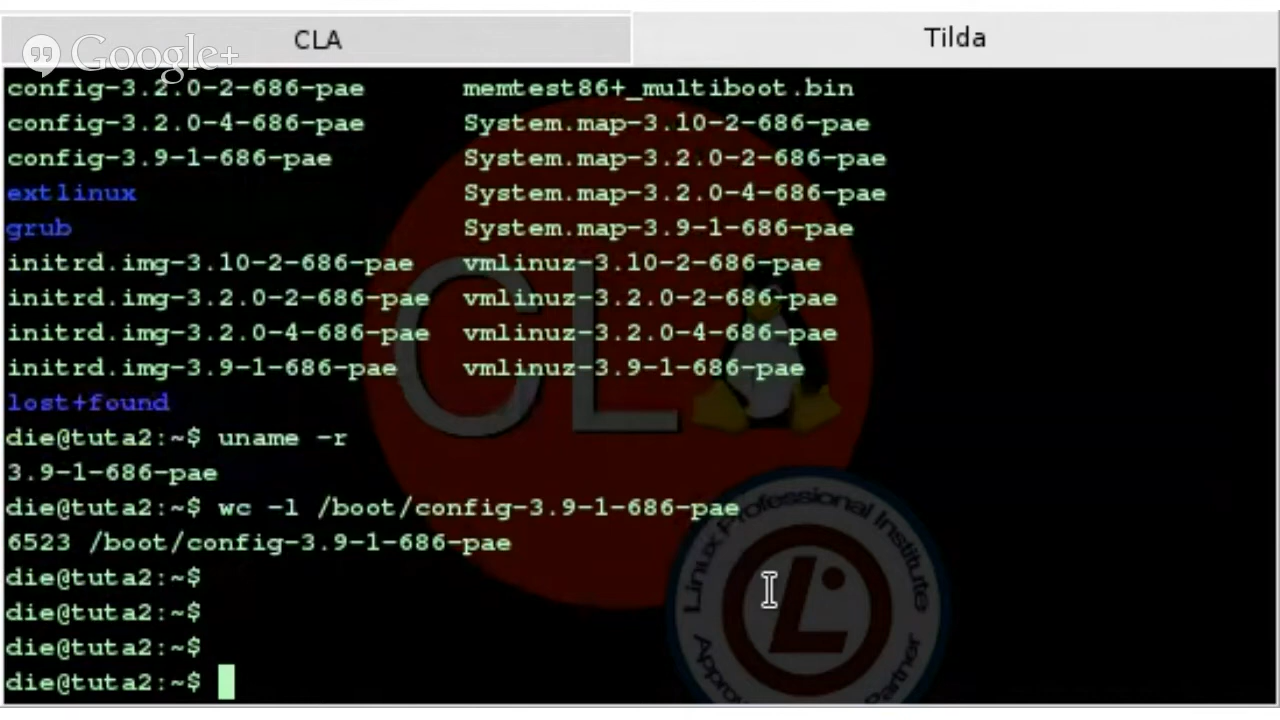 Google+
CLA
Tilda
config-3.2.0-2-686-pae memtest86+_multiboot.bin
config-3.2.0-4-686-pae System.map-3.10-2-686-pae
config-3.9-1-686-pae System.map-3.2.0-2-686-pae
extlinux System.map-3.2.0-4-686-pae
grub System.map-3.9-1-686-pae
initrd.img-3.10-2-686-pae vmlinuz-3.10-2-686-pae
initrd.img-3.2.0-2-686-pae vmlinuz-3.2.0-2-686-pae
initrd.img-3.2.0-4-686-pae vmlinuz-3.2.0-4-686-pae
initrd.img-3.9-1-686-pae vmlinuz-3.9-1-686-pae
lost+found
die@tuta2:~$ uname -r
3.9-1-686-pae
die@tuta2:~$ wc -l /boot/config-3.9-1-686-pae
6523 /boot/config-3.9-1-686-pae
die@tuta2:~$
die@tuta2:~$
die@tuta2:~$
die@tuta2:~$
CL
Linux Professional Institute
Partner